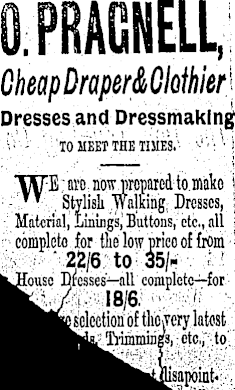 O. PRAGNELL,
Cheap Draper & Clothier
Dresses and Dressmaking
TO MEET THE TIMES.
WE are now prepared to make
Stylish Walking Dresses,
Material, Linings, Buttons, etc., all
complete for the low price of from
22/6 to 35/-
House Dresses—all complete—for
18/6.
selection of the very latest
Trimmings, etc., to
disapoint-